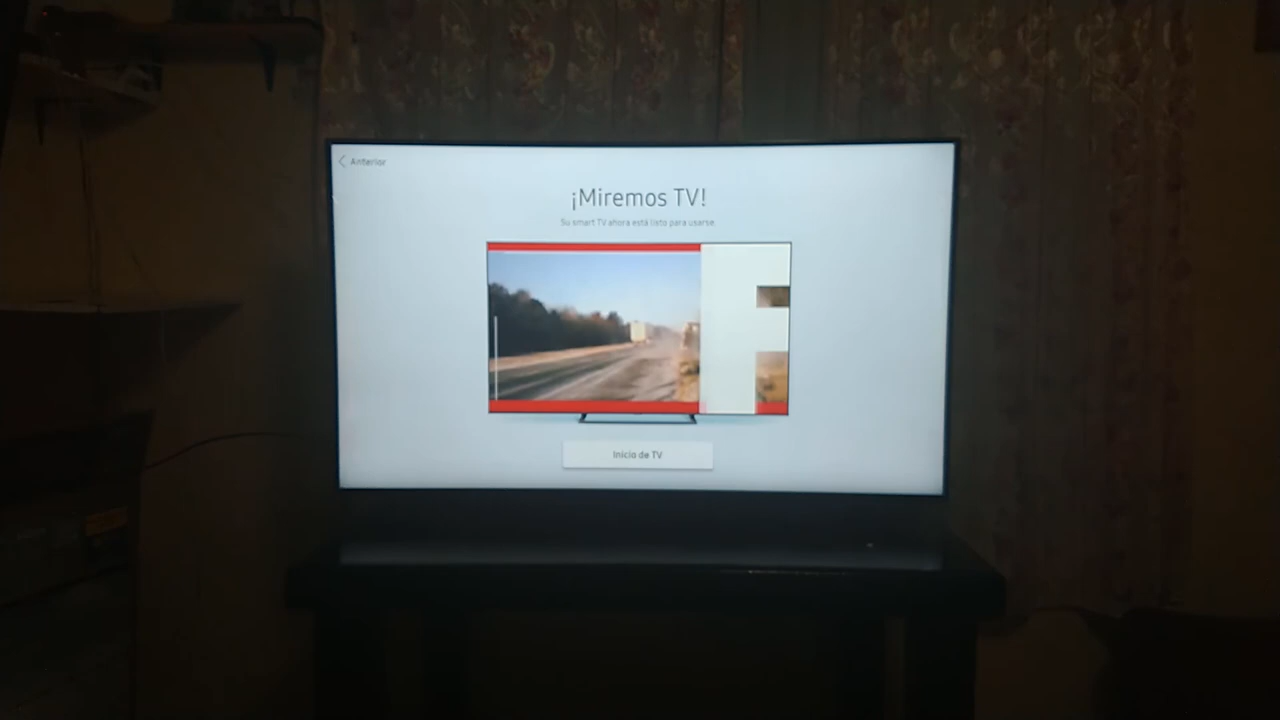 Anterior
¡Miremos TV!
Su smart TV ahora está listo para usarse.
Inicio de TV